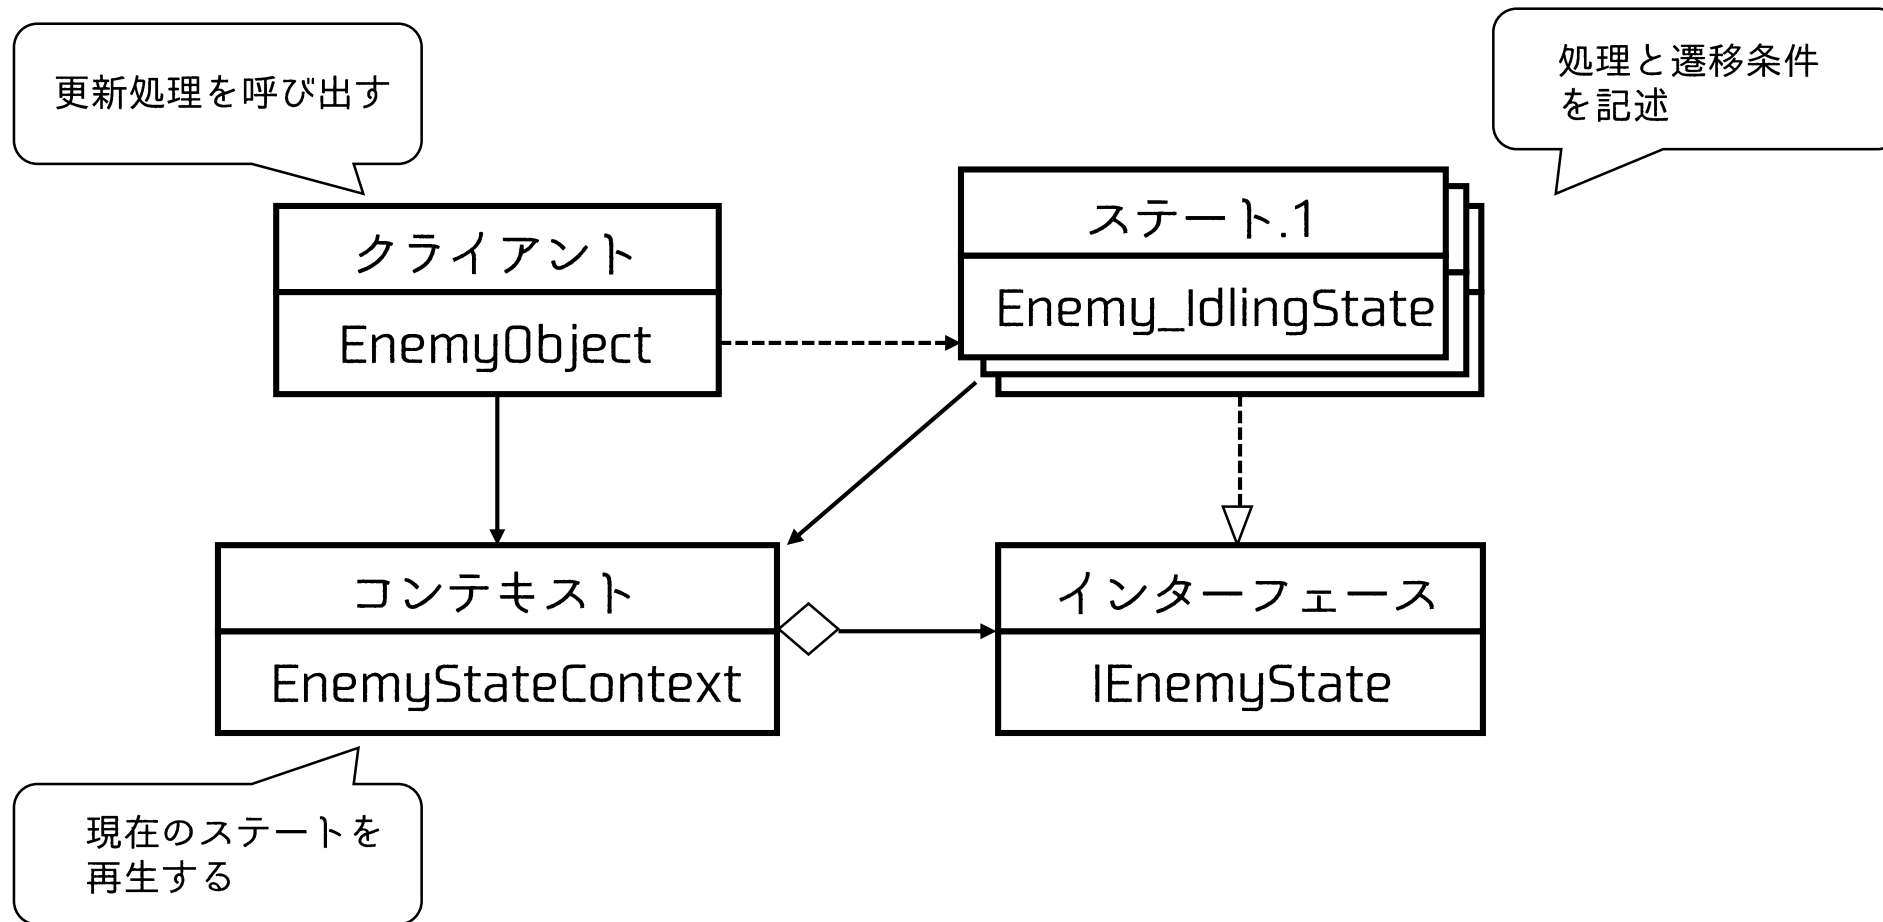 更新処理を呼び出す
処理と遷移条件
を記述
クライアント
EnemyObject
ステート.1
Enemy_IdlingState
コンテキスト
EnemyStateContext
インターフェース
IEnemyState
現在のステートを
再生する